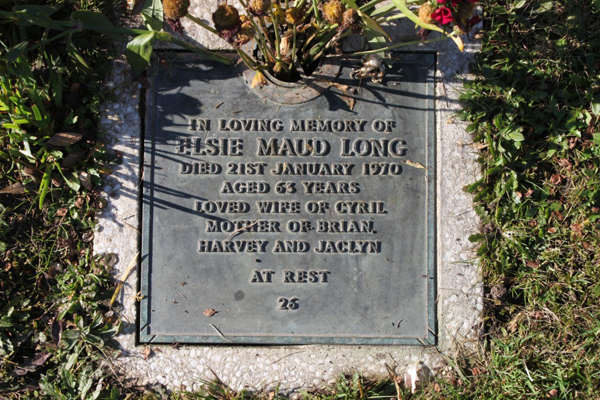 IN LOVING MEMORY OF
ELSIE MAUD LONG
DIED 21ST JANUARY 1970
AGED 63 YEARS
LOVED WIFE OF CYRIL
MOTHER OF BRIAN,
HARVEY AND JACLYN
AT REST
26